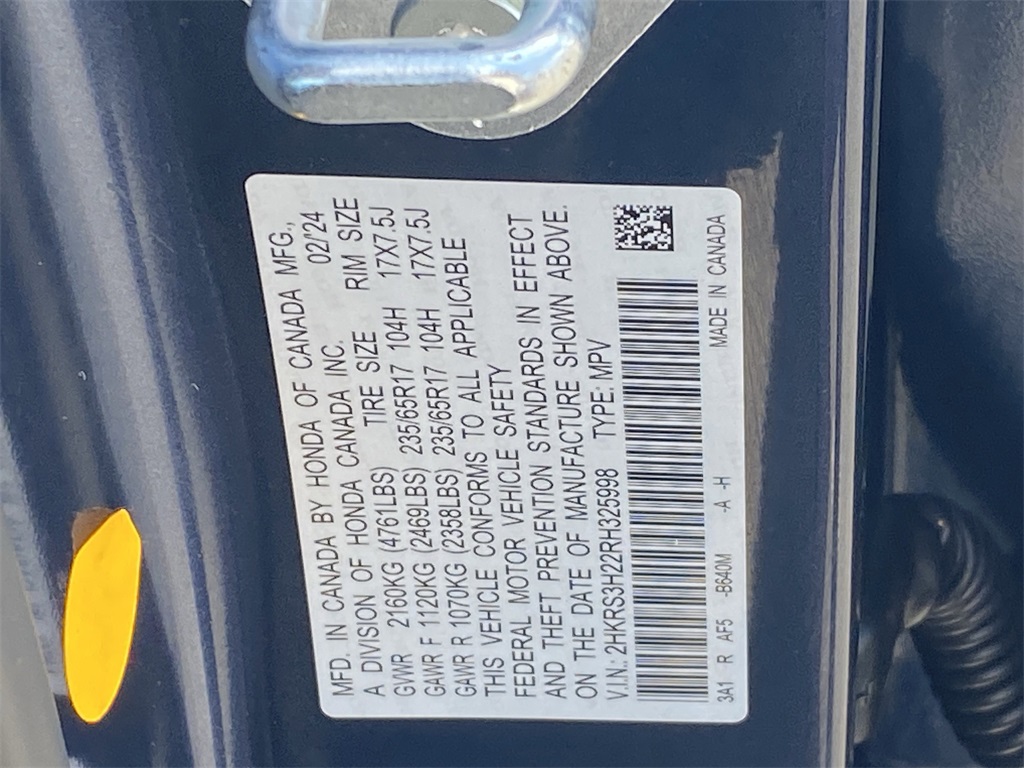 MFD. IN CANADA BY HONDA OF CANADA MFG.,
A DIVISION OF HONDA CANADA INC. 02/24
GVWR 2160KG (4761LBS) TIRE SIZE RIM SIZE
GAWR F 1120KG (2469LBS) 235/65R17 104H 17X7.5J
GAWR R 1070KG (2358LBS) 235/65R17 104H 17X7.5J
THIS VEHICLE CONFORMS TO ALL APPLICABLE
FEDERAL MOTOR VEHICLE SAFETY
AND THEFT PREVENTION STANDARDS IN EFFECT
ON THE DATE OF MANUFACTURE SHOWN ABOVE.
V.I.N.: 2HKRS3H22RH325998 TYPE: MPV
3A1 R AF5 -B640M -A -H MADE IN CANADA